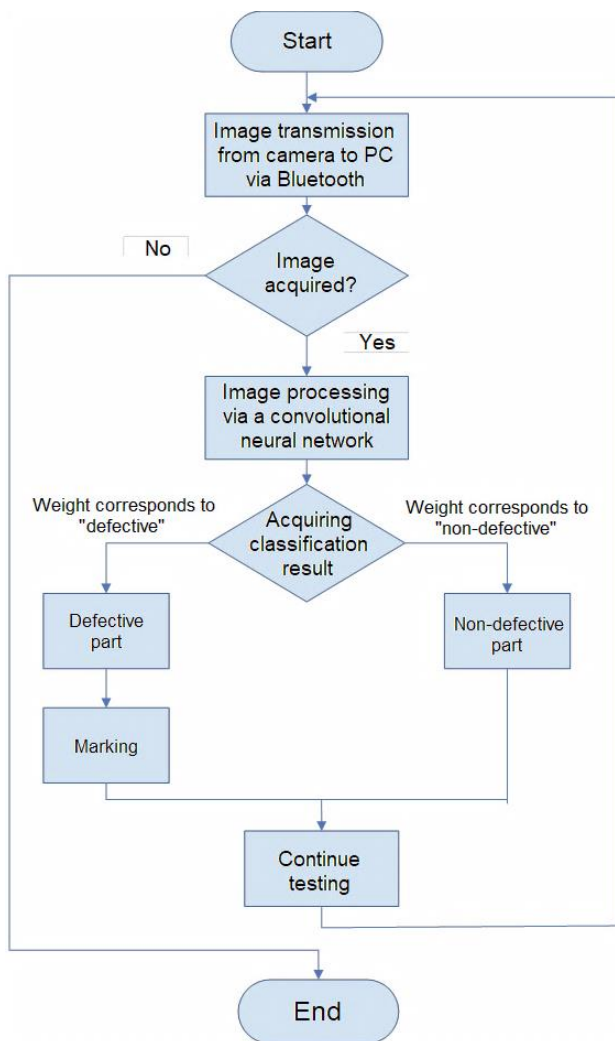 Start
Image transmission
from camera to PC
via Bluetooth
No
Image
acquired?
Yes
Image processing
via a convolutional
neural network
Weight corresponds to
"defective"
Acquiring
classification
result
Weight corresponds to
"non-defective"
Defective
part
Non-defective
part
Marking
Continue
testing
End